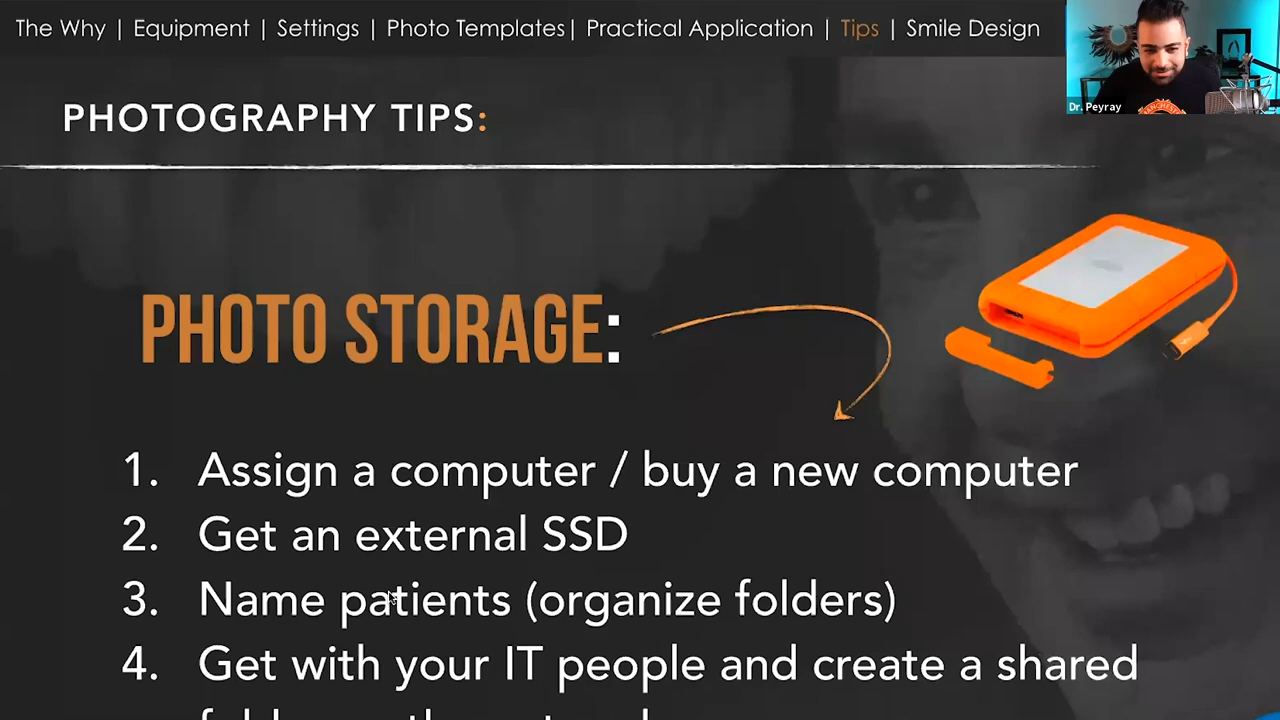 The Why | Equipment | Settings | Photo Templates| Practical Application | Tips | Smile Design
Dr. Peyray
PHOTOGRAPHY TIPS:
PHOTO STORAGE:
1. Assign a computer / buy a new computer
2. Get an external SSD
3. Name patients (organize folders)
4. Get with your IT people and create a shared